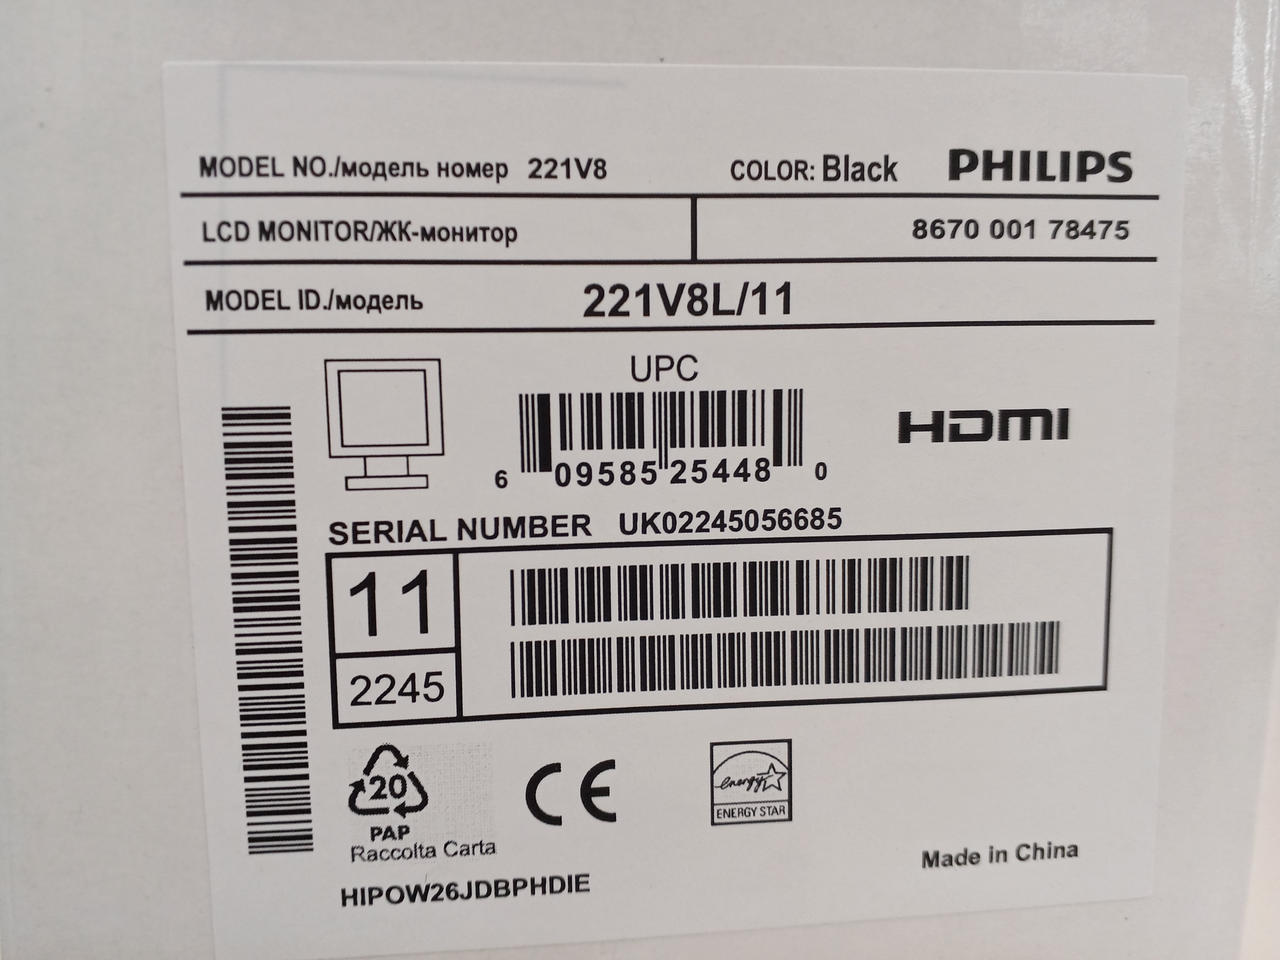 MODEL NO./модель номер 221V8 COLOR: Black PHILIPS
LCD MONITOR/ЖК-монитор 8670 001 78475
MODEL ID./модель 221V8L/11
UPC
HDMI
6 09585 25448 0
SERIAL NUMBER UK02245056685
11
2245
20
PAP
Raccolta Carta
CE
energy
ENERGY STAR
Made in China
HIPOW26JDBPHDIE